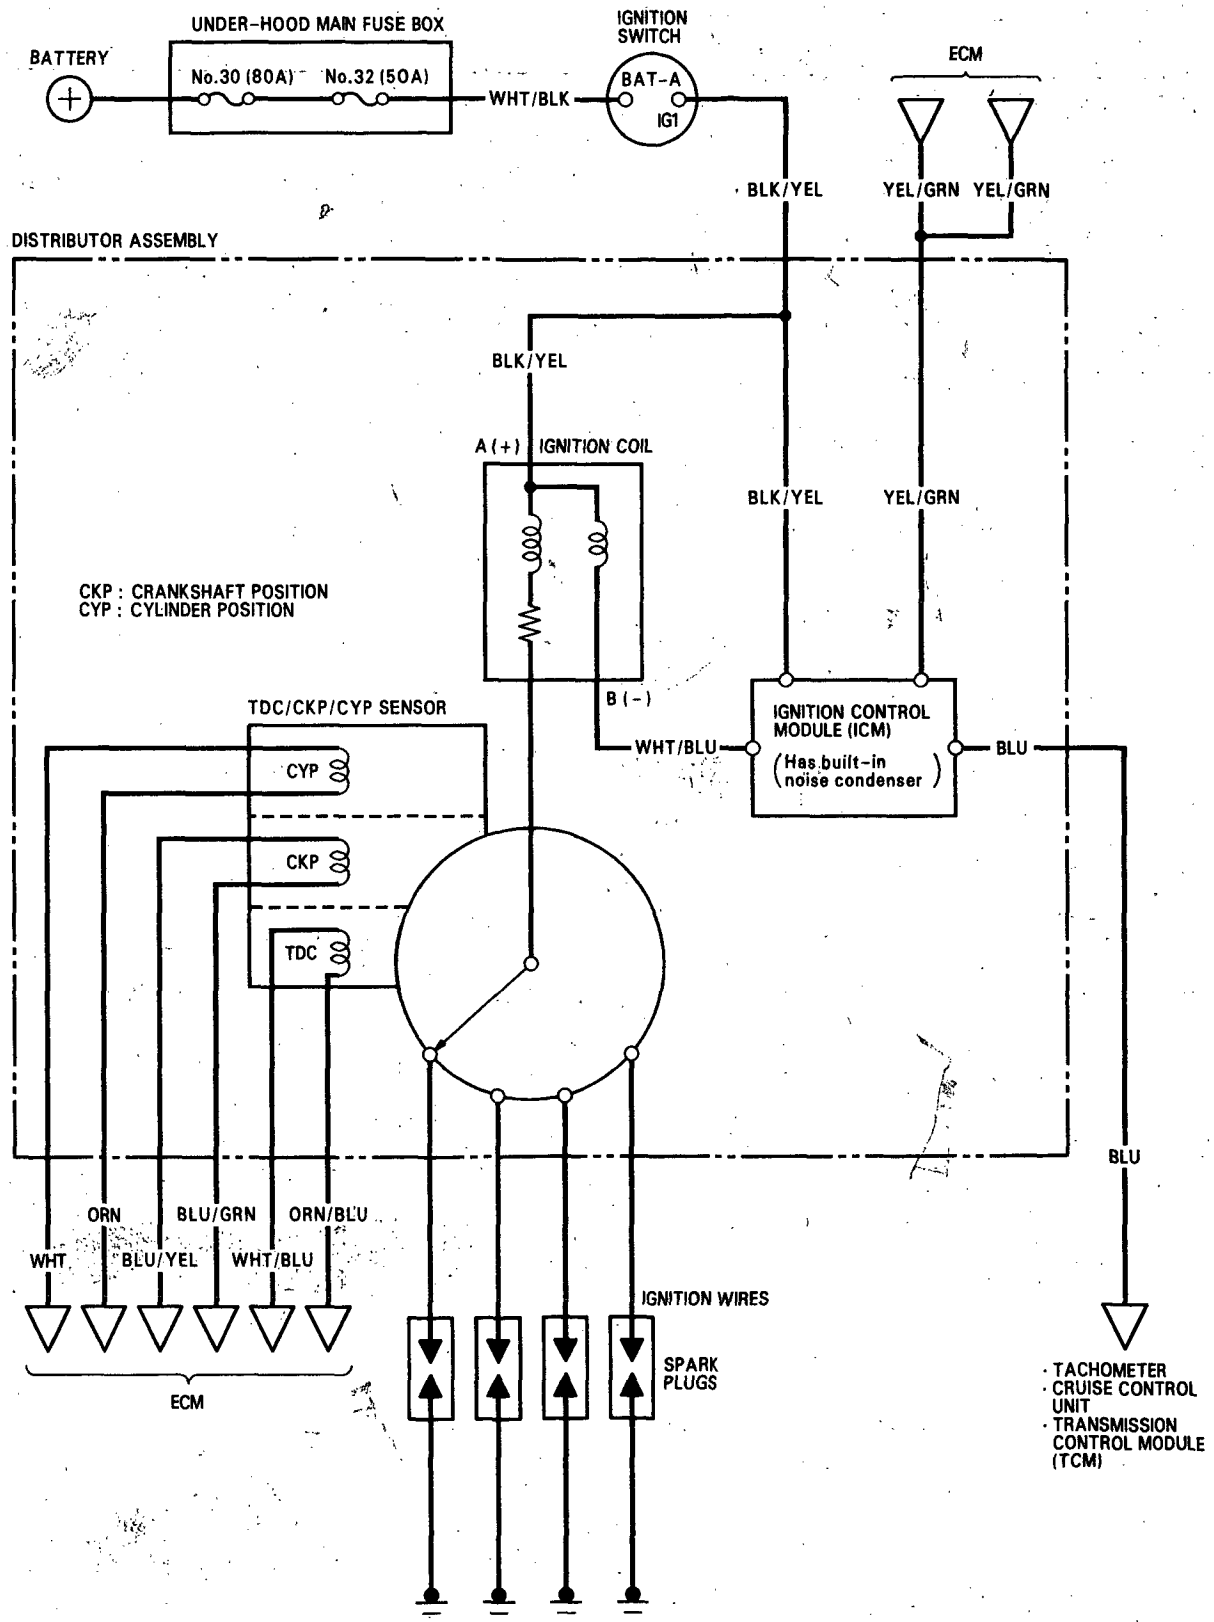 UNDER-HOOD MAIN FUSE BOX
IGNITION
SWITCH
BATTERY
ECM
No.30 (80A)
No.32 (50A)
BAT-A
+
WHT/BLK
IG1
BLK/YEL
YEL/GRN
YEL/GRN
DISTRIBUTOR ASSEMBLY
BLK/YEL
A (+)
IGNITION COIL
BLK/YEL
YEL/GRN
CKP : CRANKSHAFT POSITION
CYP : CYLINDER POSITION
B (-)
TDC/CKP/CYP SENSOR
IGNITION CONTROL
MODULE (ICM)
(Has built-in
noise condenser)
WHT/BLU
BLU
CYP
CKP
TDC
BLU
ORN
BLU/GRN
ORN/BLU
WHT
BLU/YEL
WHT/BLU
IGNITION WIRES
SPARK
PLUGS
ECM
· TACHOMETER
· CRUISE CONTROL
UNIT
· TRANSMISSION
CONTROL MODULE
(TCM)